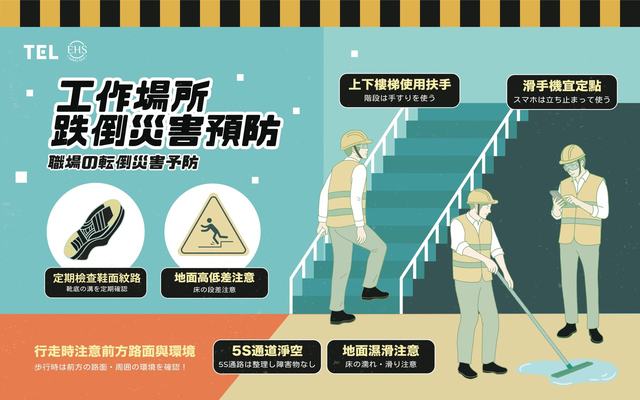 TEL EHS
工作場所
跌倒災害預防
職場の転倒災害予防
上下樓梯使用扶手
階段は手すりを使う
滑手機宜定點
スマホは立ち止まって使う
定期檢查鞋面紋路
靴底の溝を定期確認
地面高低差注意
床の段差注意
行走時注意前方路面與環境
歩行時は前方の路面・周囲の環境を確認！
5S通道淨空
5S通路は整理し障害物なし
地面濕滑注意
床の濡れ・滑り注意